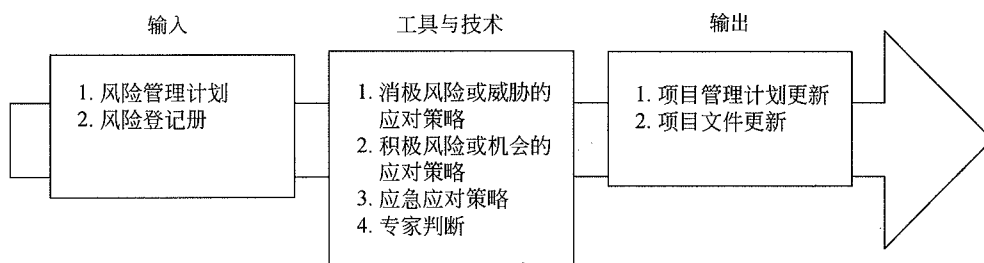 输入
1. 风险管理计划
2. 风险登记册
工具与技术
1. 消极风险或威胁的
应对策略
2. 积极风险或机会的
应对策略
3. 应急应对策略
4. 专家判断
输出
1. 项目管理计划更新
2. 项目文件更新